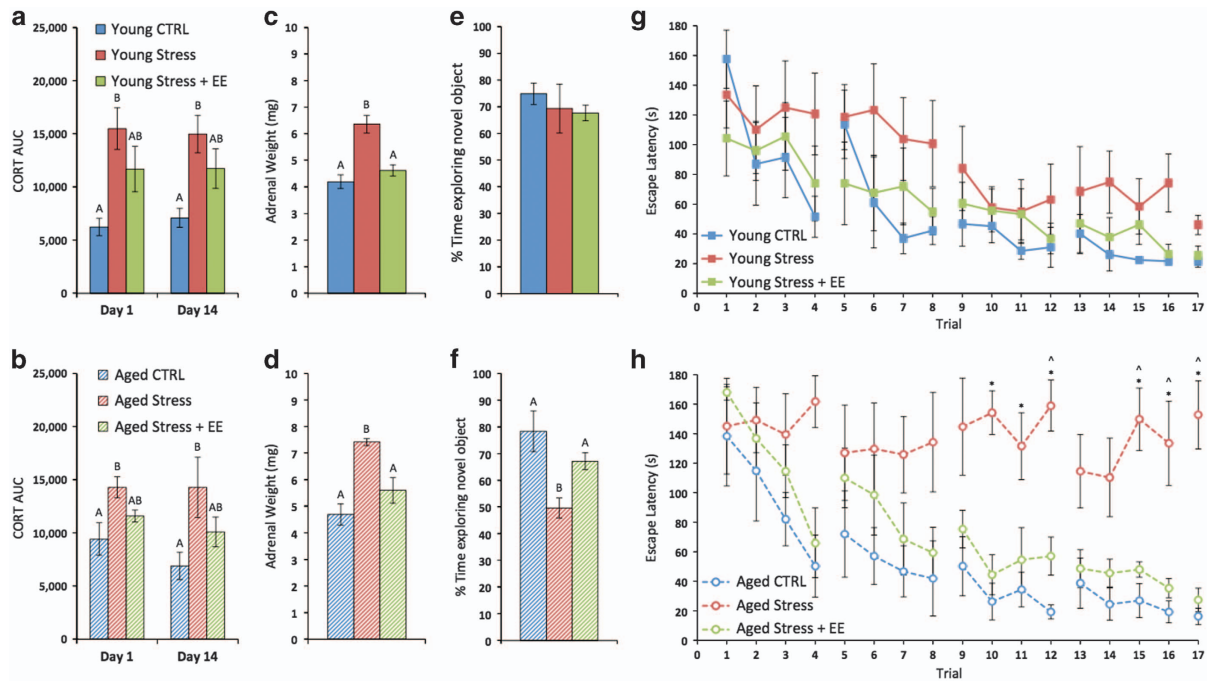 a
25,000
20,000
15,000
10,000
5,000
0
CORT AUC
Young CTRL
Young Stress
Young Stress + EE
A
B
AB
A
B
AB
Day 1
Day 14
c
10
9
8
7
6
5
4
3
2
1
0
Adrenal Weight (mg)
A
B
A
e
100
90
80
70
60
50
40
30
20
10
0
% Time exploring novel object
g
180
160
140
120
100
80
60
40
20
0
Escape Latency (s)
Young CTRL
Young Stress
Young Stress + EE
0 1 2 3 4 5 6 7 8 9 10 11 12 13 14 15 16 17
Trial
b
25,000
20,000
15,000
10,000
5,000
0
CORT AUC
Aged CTRL
Aged Stress
Aged Stress + EE
A
B
AB
A
B
AB
Day 1
Day 14
d
10
9
8
7
6
5
4
3
2
1
0
Adrenal Weight (mg)
A
B
A
f
100
90
80
70
60
50
40
30
20
10
0
% Time exploring novel object
A
B
A
h
180
160
140
120
100
80
60
40
20
0
Escape Latency (s)
*
*
^
*
^
*
^
*
^
*
Aged CTRL
Aged Stress
Aged Stress + EE
0 1 2 3 4 5 6 7 8 9 10 11 12 13 14 15 16 17
Trial